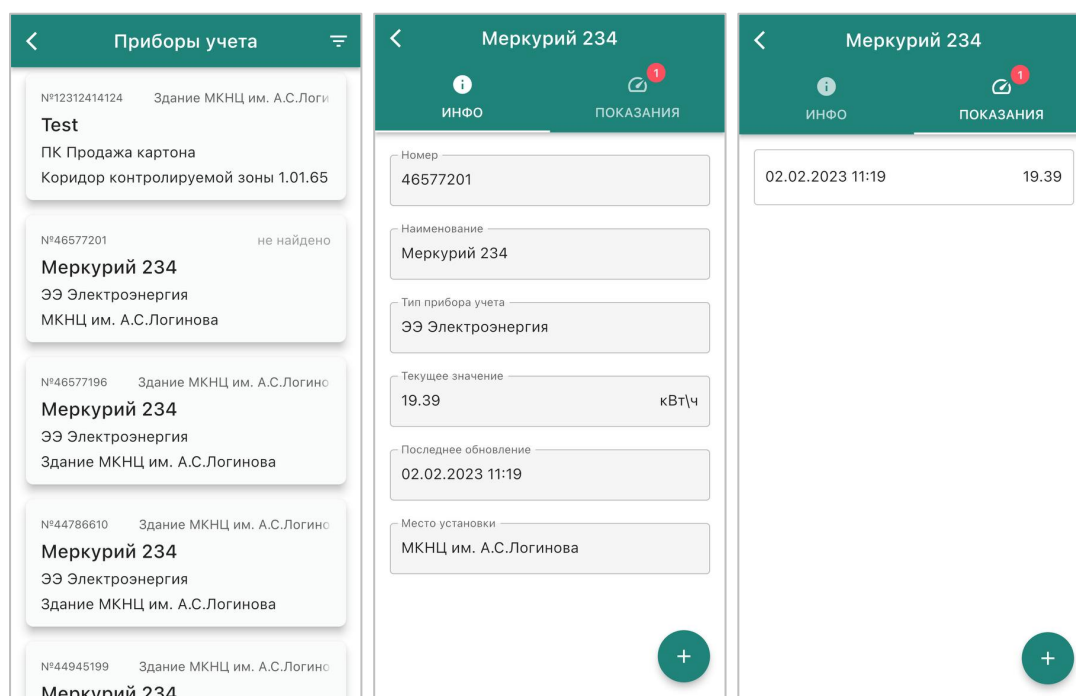 Приборы учета
№12312414124 Здание МКНЦ им. А.С.Логи
Test
ПК Продажа картона
Коридор контролируемой зоны 1.01.65
№46577201 не найдено
Меркурий 234
ЭЭ Электроэнергия
МКНЦ им. А.С.Логинова
№46577196 Здание МКНЦ им. А.С.Логино
Меркурий 234
ЭЭ Электроэнергия
Здание МКНЦ им. А.С.Логинова
№44786610 Здание МКНЦ им. А.С.Логино
Меркурий 234
ЭЭ Электроэнергия
Здание МКНЦ им. А.С.Логинова
№44945199 Здание МКНЦ им. А.С.Логино
Меркурий 234
Меркурий 234
1
ИНФО ПОКАЗАНИЯ
Номер
46577201
Наименование
Меркурий 234
Тип прибора учета
ЭЭ Электроэнергия
Текущее значение
19.39 кВт\ч
Последнее обновление
02.02.2023 11:19
Место установки
МКНЦ им. А.С.Логинова
+
Меркурий 234
1
ИНФО ПОКАЗАНИЯ
02.02.2023 11:19 19.39
+